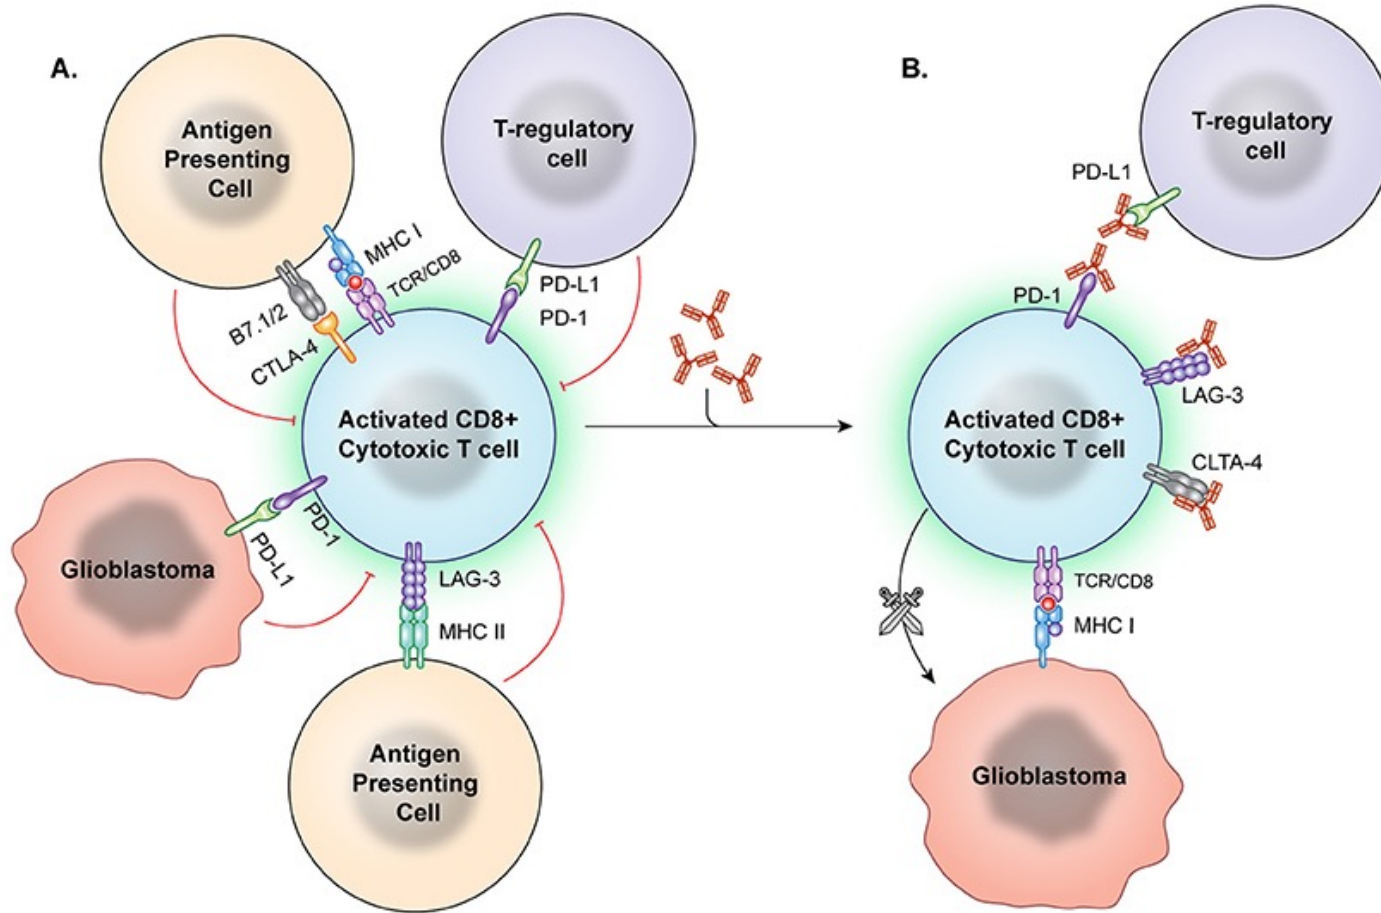 A.
Antigen
Presenting
Cell
T-regulatory
cell
MHC I
TCR/CD8
B7.1/2
CTLA-4
PD-L1
PD-1
Activated CD8+
Cytotoxic T cell
Glioblastoma
PD-1
PD-L1
LAG-3
MHC II
Antigen
Presenting
Cell
B.
T-regulatory
cell
PD-L1
PD-1
LAG-3
Activated CD8+
Cytotoxic T cell
CLTA-4
TCR/CD8
MHC I
Glioblastoma